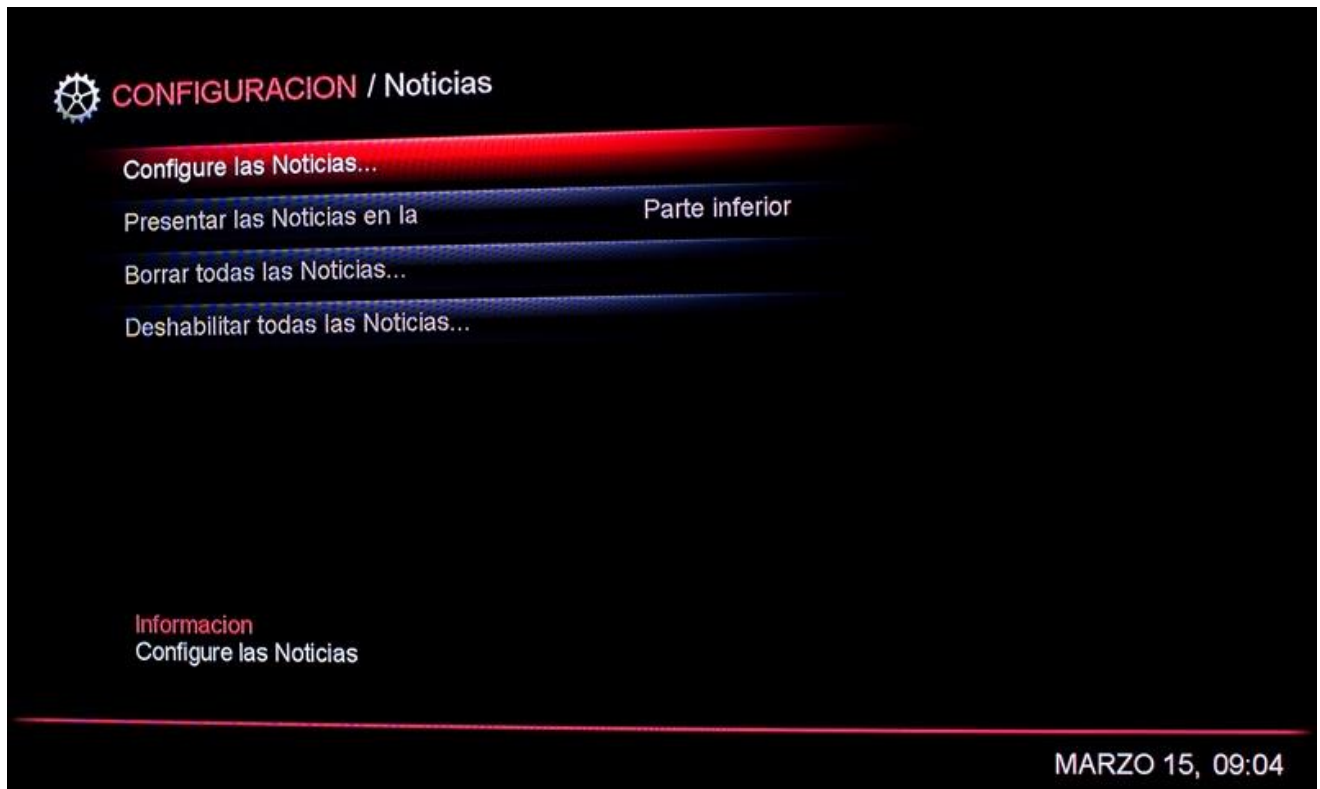 CONFIGURACION / Noticias
Configure las Noticias...
Presentar las Noticias en la Parte inferior
Borrar todas las Noticias...
Deshabilitar todas las Noticias...
Informacion
Configure las Noticias
MARZO 15, 09:04